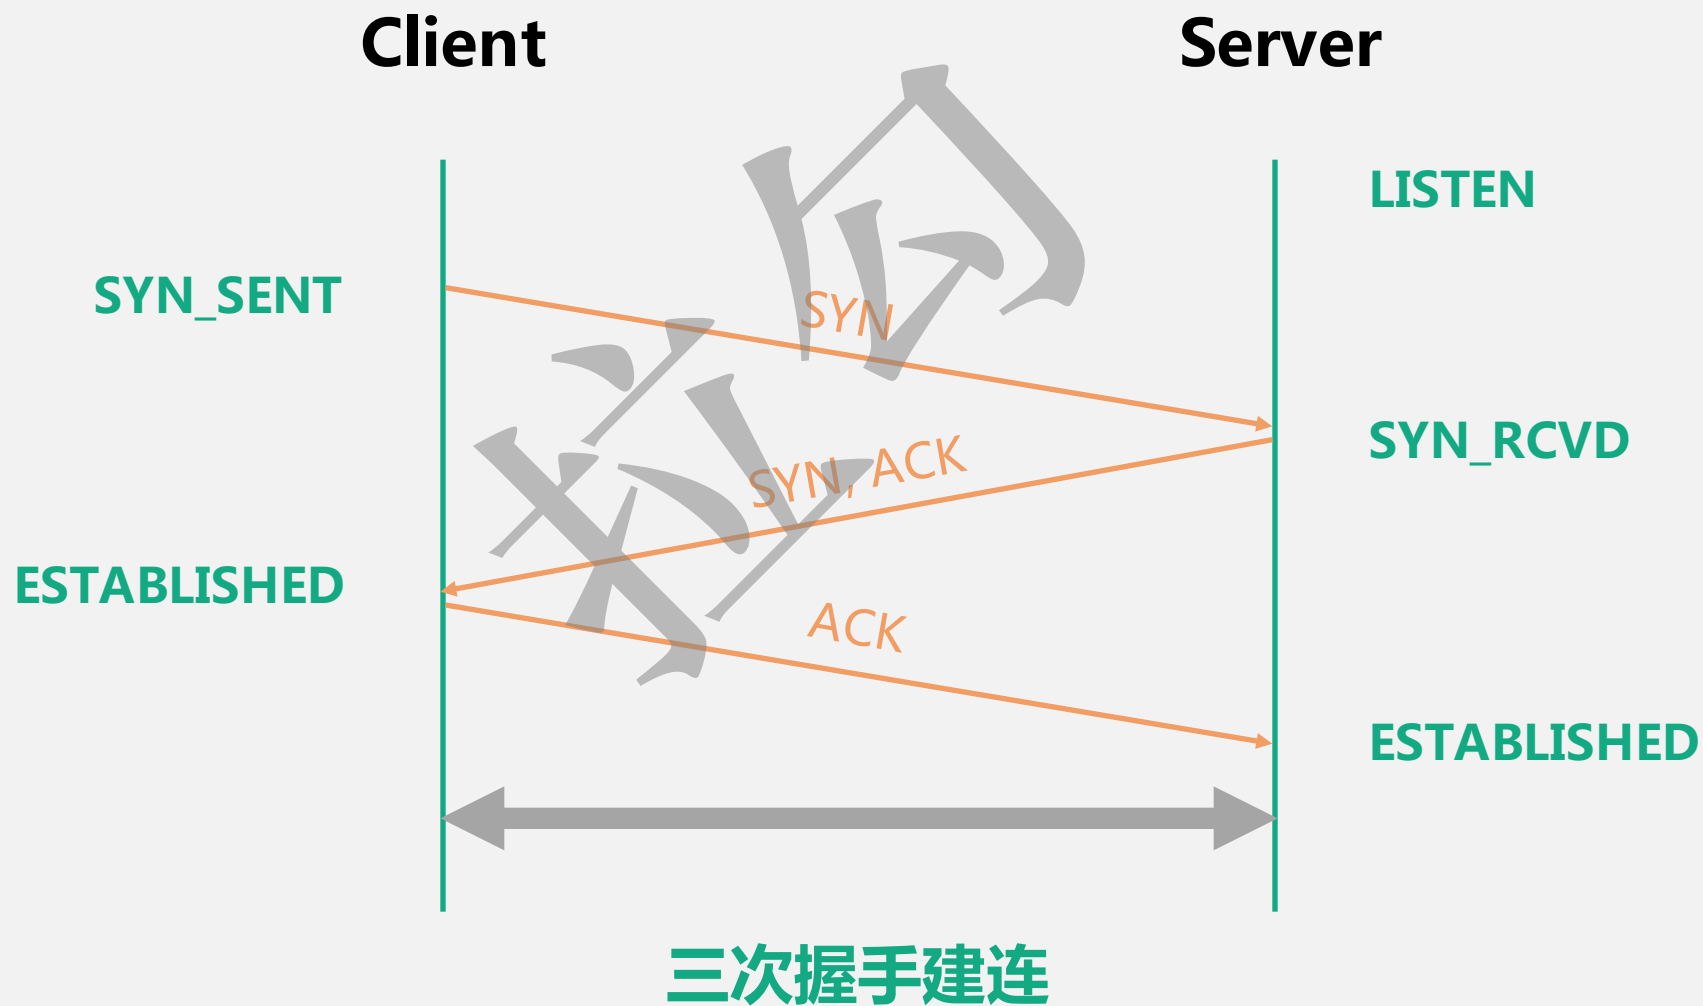 Client
Server
LISTEN
SYN_SENT
SYN
SYN_RCVD
SYN, ACK
ESTABLISHED
ACK
ESTABLISHED
三次握手建连